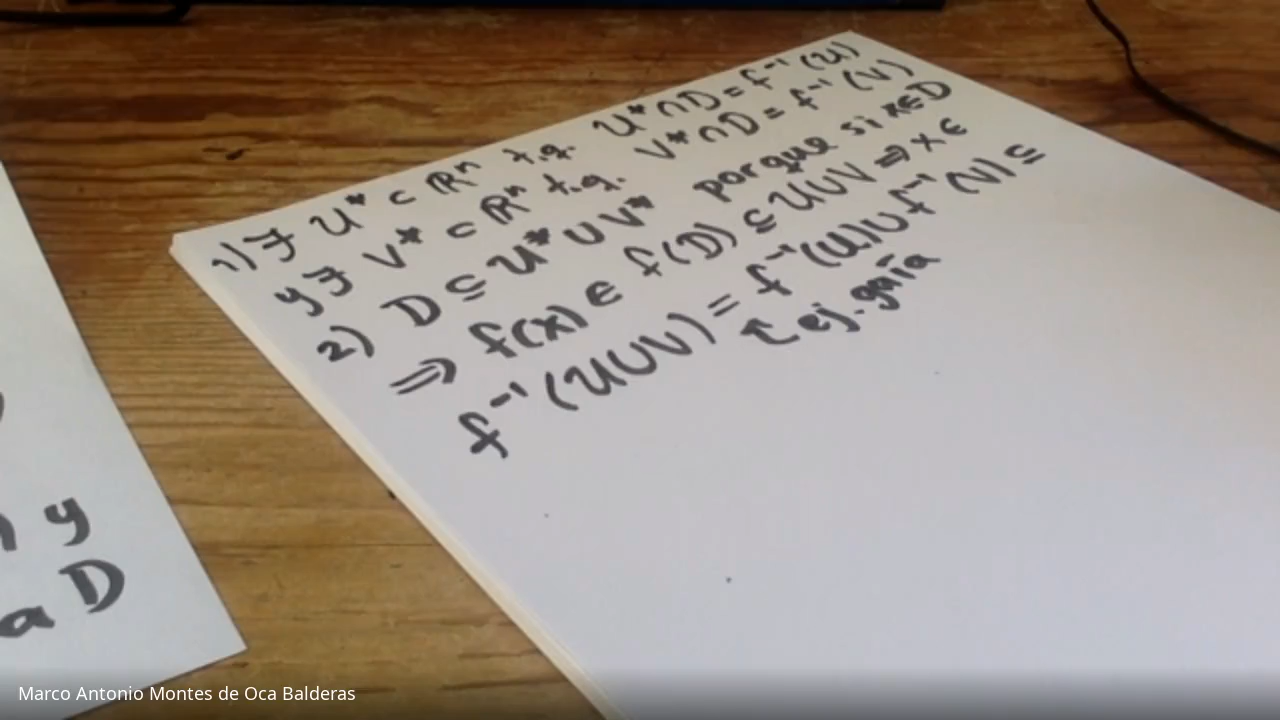 1) ∃ U* ⊂ ℝⁿ t.q. U* ∩ D = f⁻¹(U)
y ∃ V* ⊂ ℝⁿ t.q. V* ∩ D = f⁻¹(V)
2) D ⊆ U* ∪ V* porque si x ∈ D
⇒ f(x) ∈ f(D) ⊆ U ∪ V ⇒ x ∈
f⁻¹(U ∪ V) = f⁻¹(U) ∪ f⁻¹(V) ⊆
↑ ej. guía
y
a D
Marco Antonio Montes de Oca Balderas